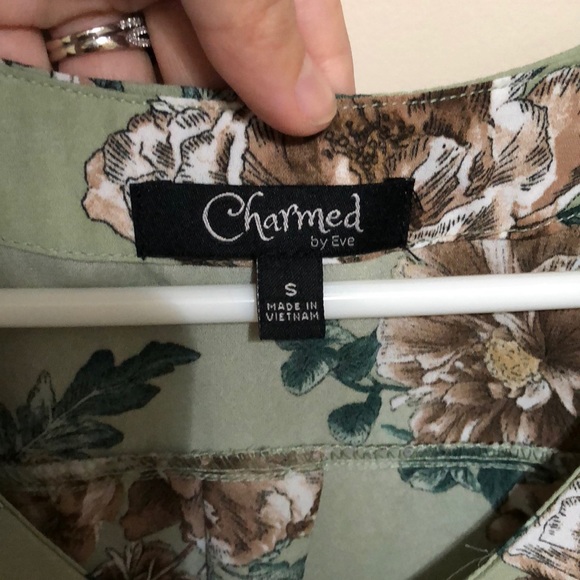 Charmed
by Eve
S
MADE IN
VIETNAM